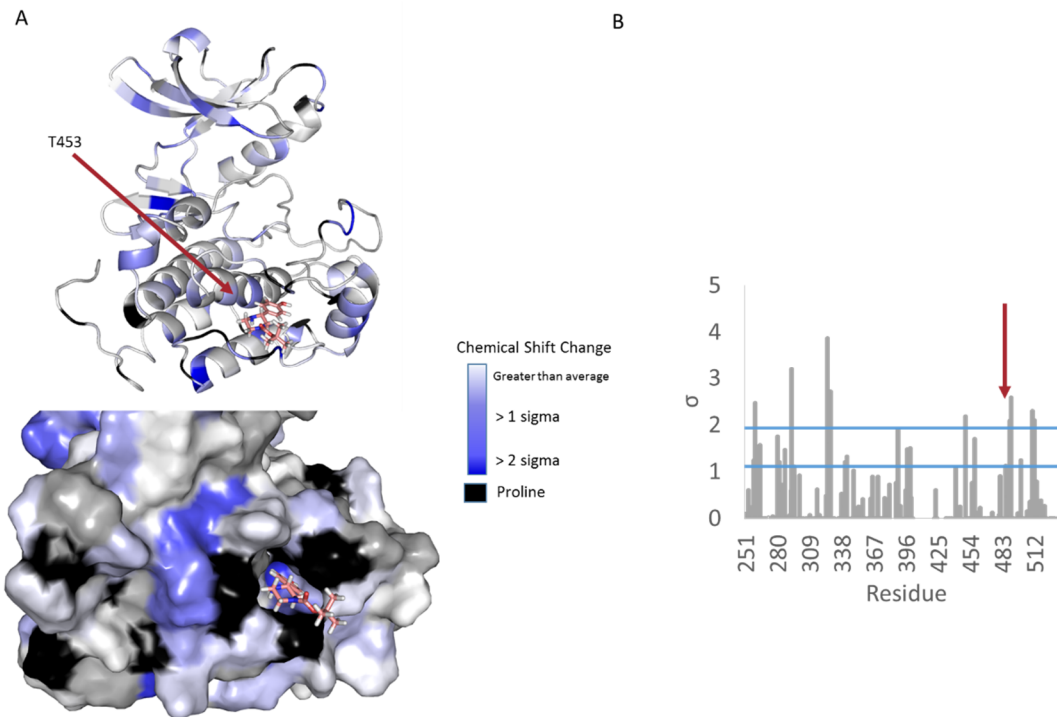 A
B
T453
Chemical Shift Change
Greater than average
> 1 sigma
> 2 sigma
Proline
5
4
3
2
1
0
σ
251
280
309
338
367
396
425
454
483
512
Residue